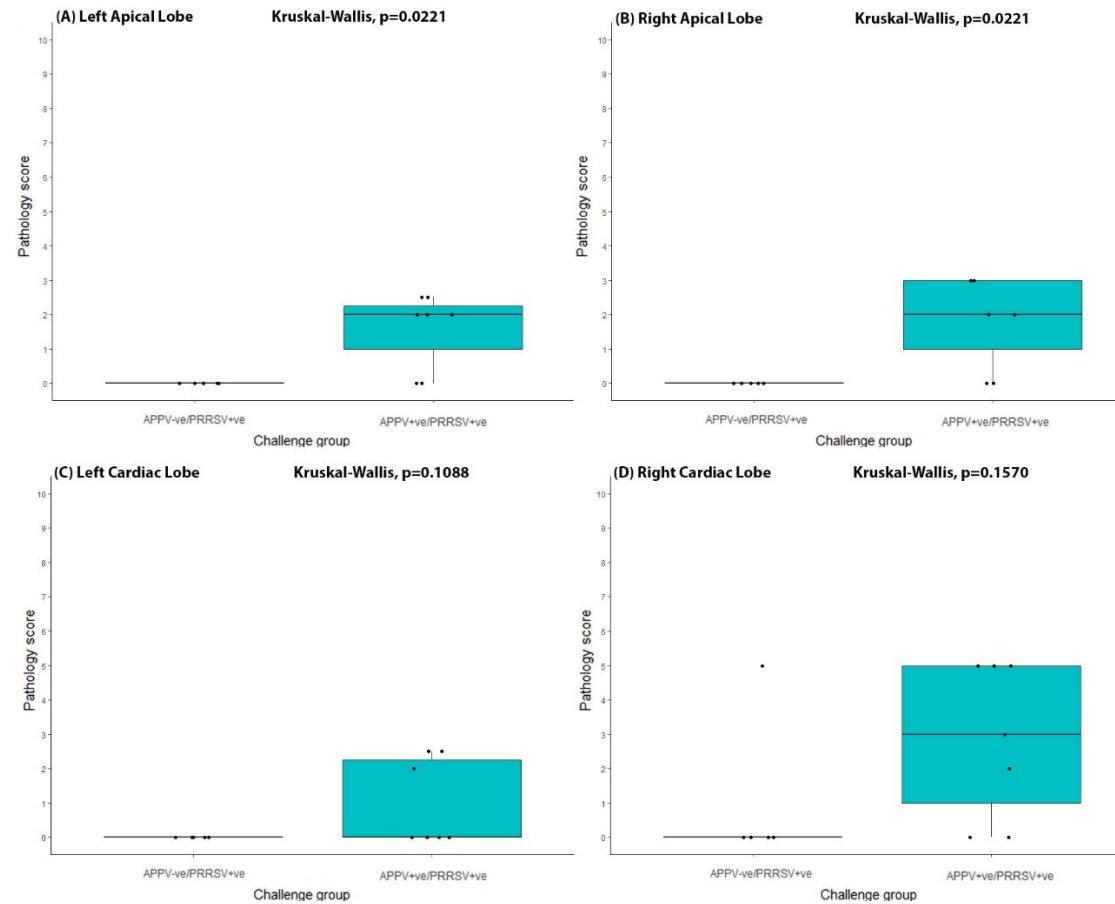 (A) Left Apical Lobe Kruskal-Wallis, p=0.0221
10
9
8
7
6
5
4
3
2
1
0
Pathology score
APPV-ve/PRRSV+ve APPV+ve/PRRSV+ve
Challenge group
(B) Right Apical Lobe Kruskal-Wallis, p=0.0221
10
9
8
7
6
5
4
3
2
1
0
Pathology score
APPV-ve/PRRSV+ve APPV+ve/PRRSV+ve
Challenge group
(C) Left Cardiac Lobe Kruskal-Wallis, p=0.1088
10
9
8
7
6
5
4
3
2
1
0
Pathology score
APPV-ve/PRRSV+ve APPV+ve/PRRSV+ve
Challenge group
(D) Right Cardiac Lobe Kruskal-Wallis, p=0.1570
10
9
8
7
6
5
4
3
2
1
0
Pathology score
APPV-ve/PRRSV+ve APPV+ve/PRRSV+ve
Challenge group